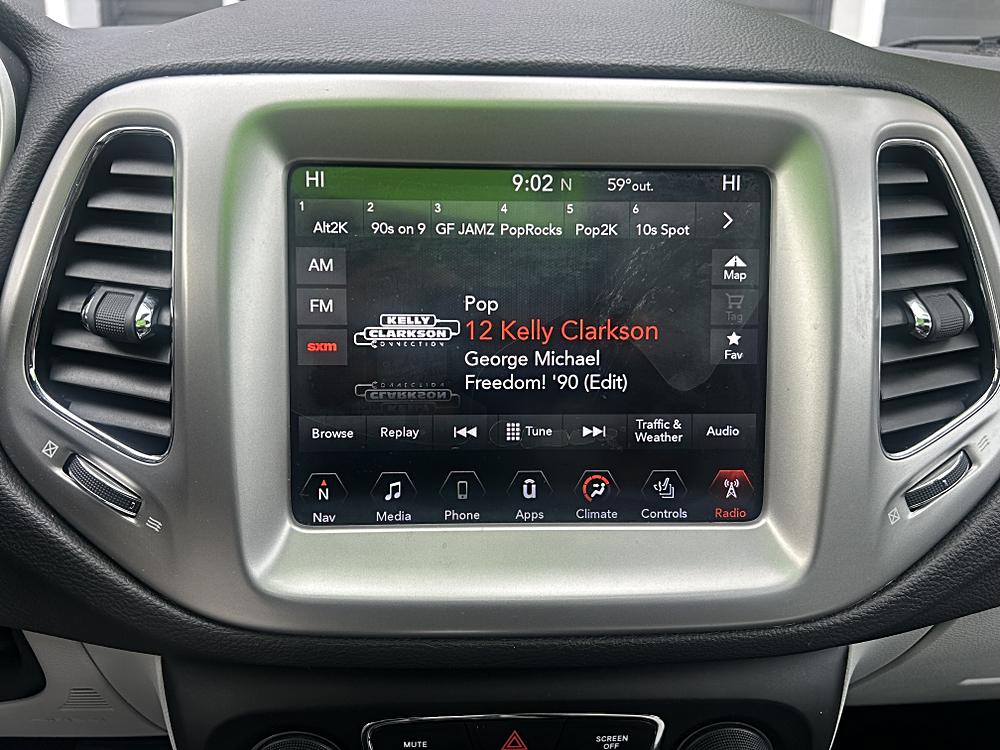 HI 9:02 N 59°out. HI
1 2 3 4 5 6
Alt2K 90s on 9 GF JAMZ PopRocks Pop2K 10s Spot
AM
Map
FM
Tag
sxm
Fav
KELLY
CLARKSON
CONNECTION
Pop
12 Kelly Clarkson
George Michael
Freedom! '90 (Edit)
Browse Replay Tune Traffic & Weather Audio
N
Nav Media Phone Apps Climate Controls Radio
MUTE
SCREEN
OFF